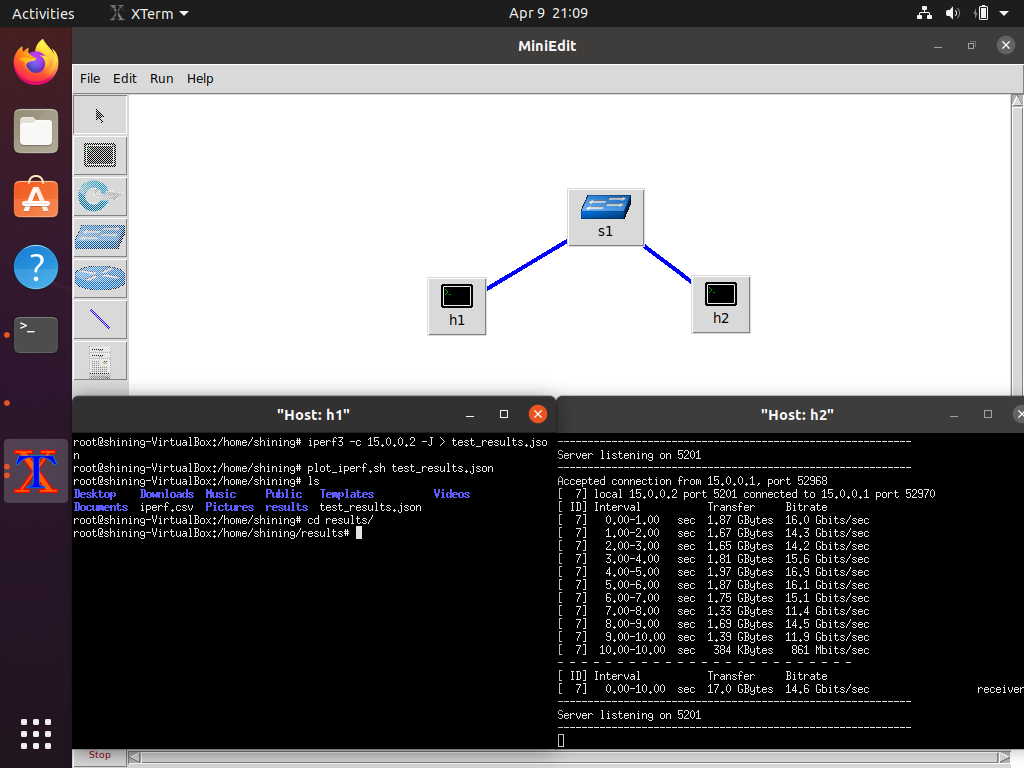 Activities XTerm Apr 9 21:09
MiniEdit
File Edit Run Help
s1
h1
h2
"Host: h1"
root@shining-VirtualBox:/home/shining# iperf3 -c 15.0.0.2 -J > test_results.jso
n
root@shining-VirtualBox:/home/shining# plot_iperf.sh test_results.json
root@shining-VirtualBox:/home/shining# ls
Desktop Downloads Music Public Templates Videos
Documents iperf.csv Pictures results test_results.json
root@shining-VirtualBox:/home/shining# cd results/
root@shining-VirtualBox:/home/shining/results#
"Host: h2"
-----------------------------------------------------------
Server listening on 5201
-----------------------------------------------------------
Accepted connection from 15.0.0.1, port 52968
[ 7] local 15.0.0.2 port 5201 connected to 15.0.0.1 port 52970
[ ID] Interval Transfer Bitrate
[ 7] 0.00-1.00 sec 1.87 GBytes 16.0 Gbits/sec
[ 7] 1.00-2.00 sec 1.67 GBytes 14.3 Gbits/sec
[ 7] 2.00-3.00 sec 1.65 GBytes 14.2 Gbits/sec
[ 7] 3.00-4.00 sec 1.81 GBytes 15.6 Gbits/sec
[ 7] 4.00-5.00 sec 1.97 GBytes 16.9 Gbits/sec
[ 7] 5.00-6.00 sec 1.87 GBytes 16.1 Gbits/sec
[ 7] 6.00-7.00 sec 1.75 GBytes 15.1 Gbits/sec
[ 7] 7.00-8.00 sec 1.33 GBytes 11.4 Gbits/sec
[ 7] 8.00-9.00 sec 1.69 GBytes 14.5 Gbits/sec
[ 7] 9.00-10.00 sec 1.39 GBytes 11.9 Gbits/sec
[ 7] 10.00-10.00 sec 384 KBytes 861 Mbits/sec
- - - - - - - - - - - - - - - - - - - - - - - - -
[ ID] Interval Transfer Bitrate
[ 7] 0.00-10.00 sec 17.0 GBytes 14.6 Gbits/sec receiver
-----------------------------------------------------------
Server listening on 5201
-----------------------------------------------------------
Stop